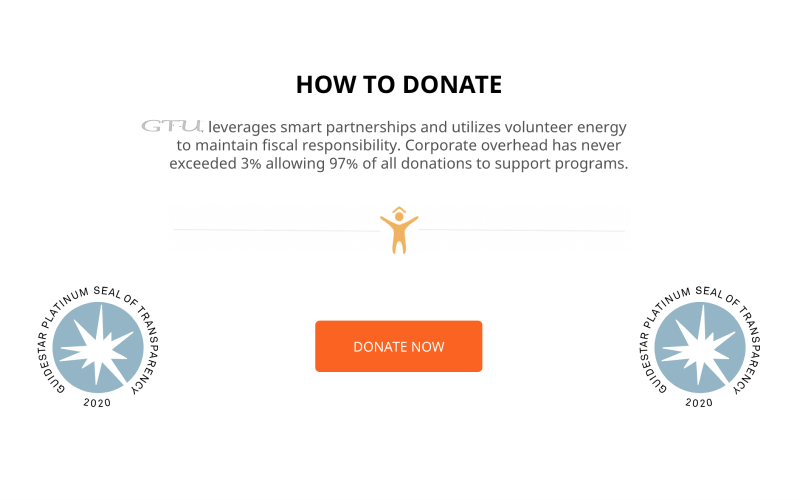 HOW TO DONATE
GTU leverages smart partnerships and utilizes volunteer energy
to maintain fiscal responsibility. Corporate overhead has never
exceeded 3% allowing 97% of all donations to support programs.
GUIDESTAR PLATINUM SEAL OF TRANSPARENCY
2020
DONATE NOW
GUIDESTAR PLATINUM SEAL OF TRANSPARENCY
2020